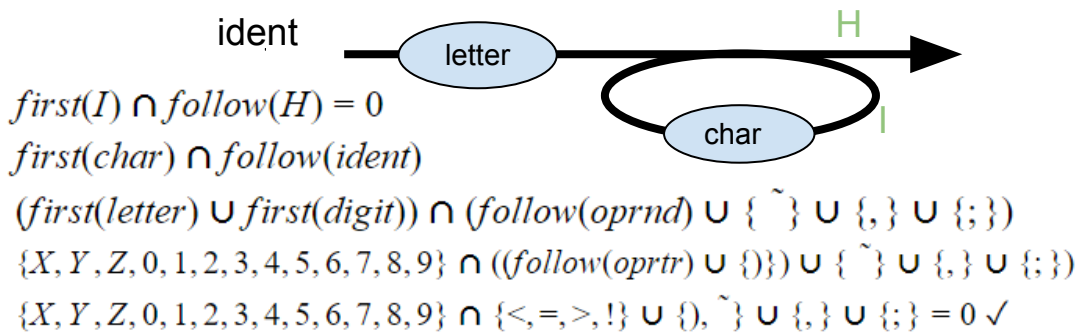 ident
letter
H
char
I
first(I) ∩ follow(H) = 0
first(char) ∩ follow(ident)
(first(letter) ∪ first(digit)) ∩ (follow(oprnd) ∪ { ˜} ∪ {, } ∪ {; })
{X, Y, Z, 0, 1, 2, 3, 4, 5, 6, 7, 8, 9} ∩ ((follow(oprtr) ∪ {)}) ∪ { ˜} ∪ {, } ∪ {; })
{X, Y, Z, 0, 1, 2, 3, 4, 5, 6, 7, 8, 9} ∩ {<, =, >, !} ∪ {), ˜} ∪ {, } ∪ {; } = 0 ✓